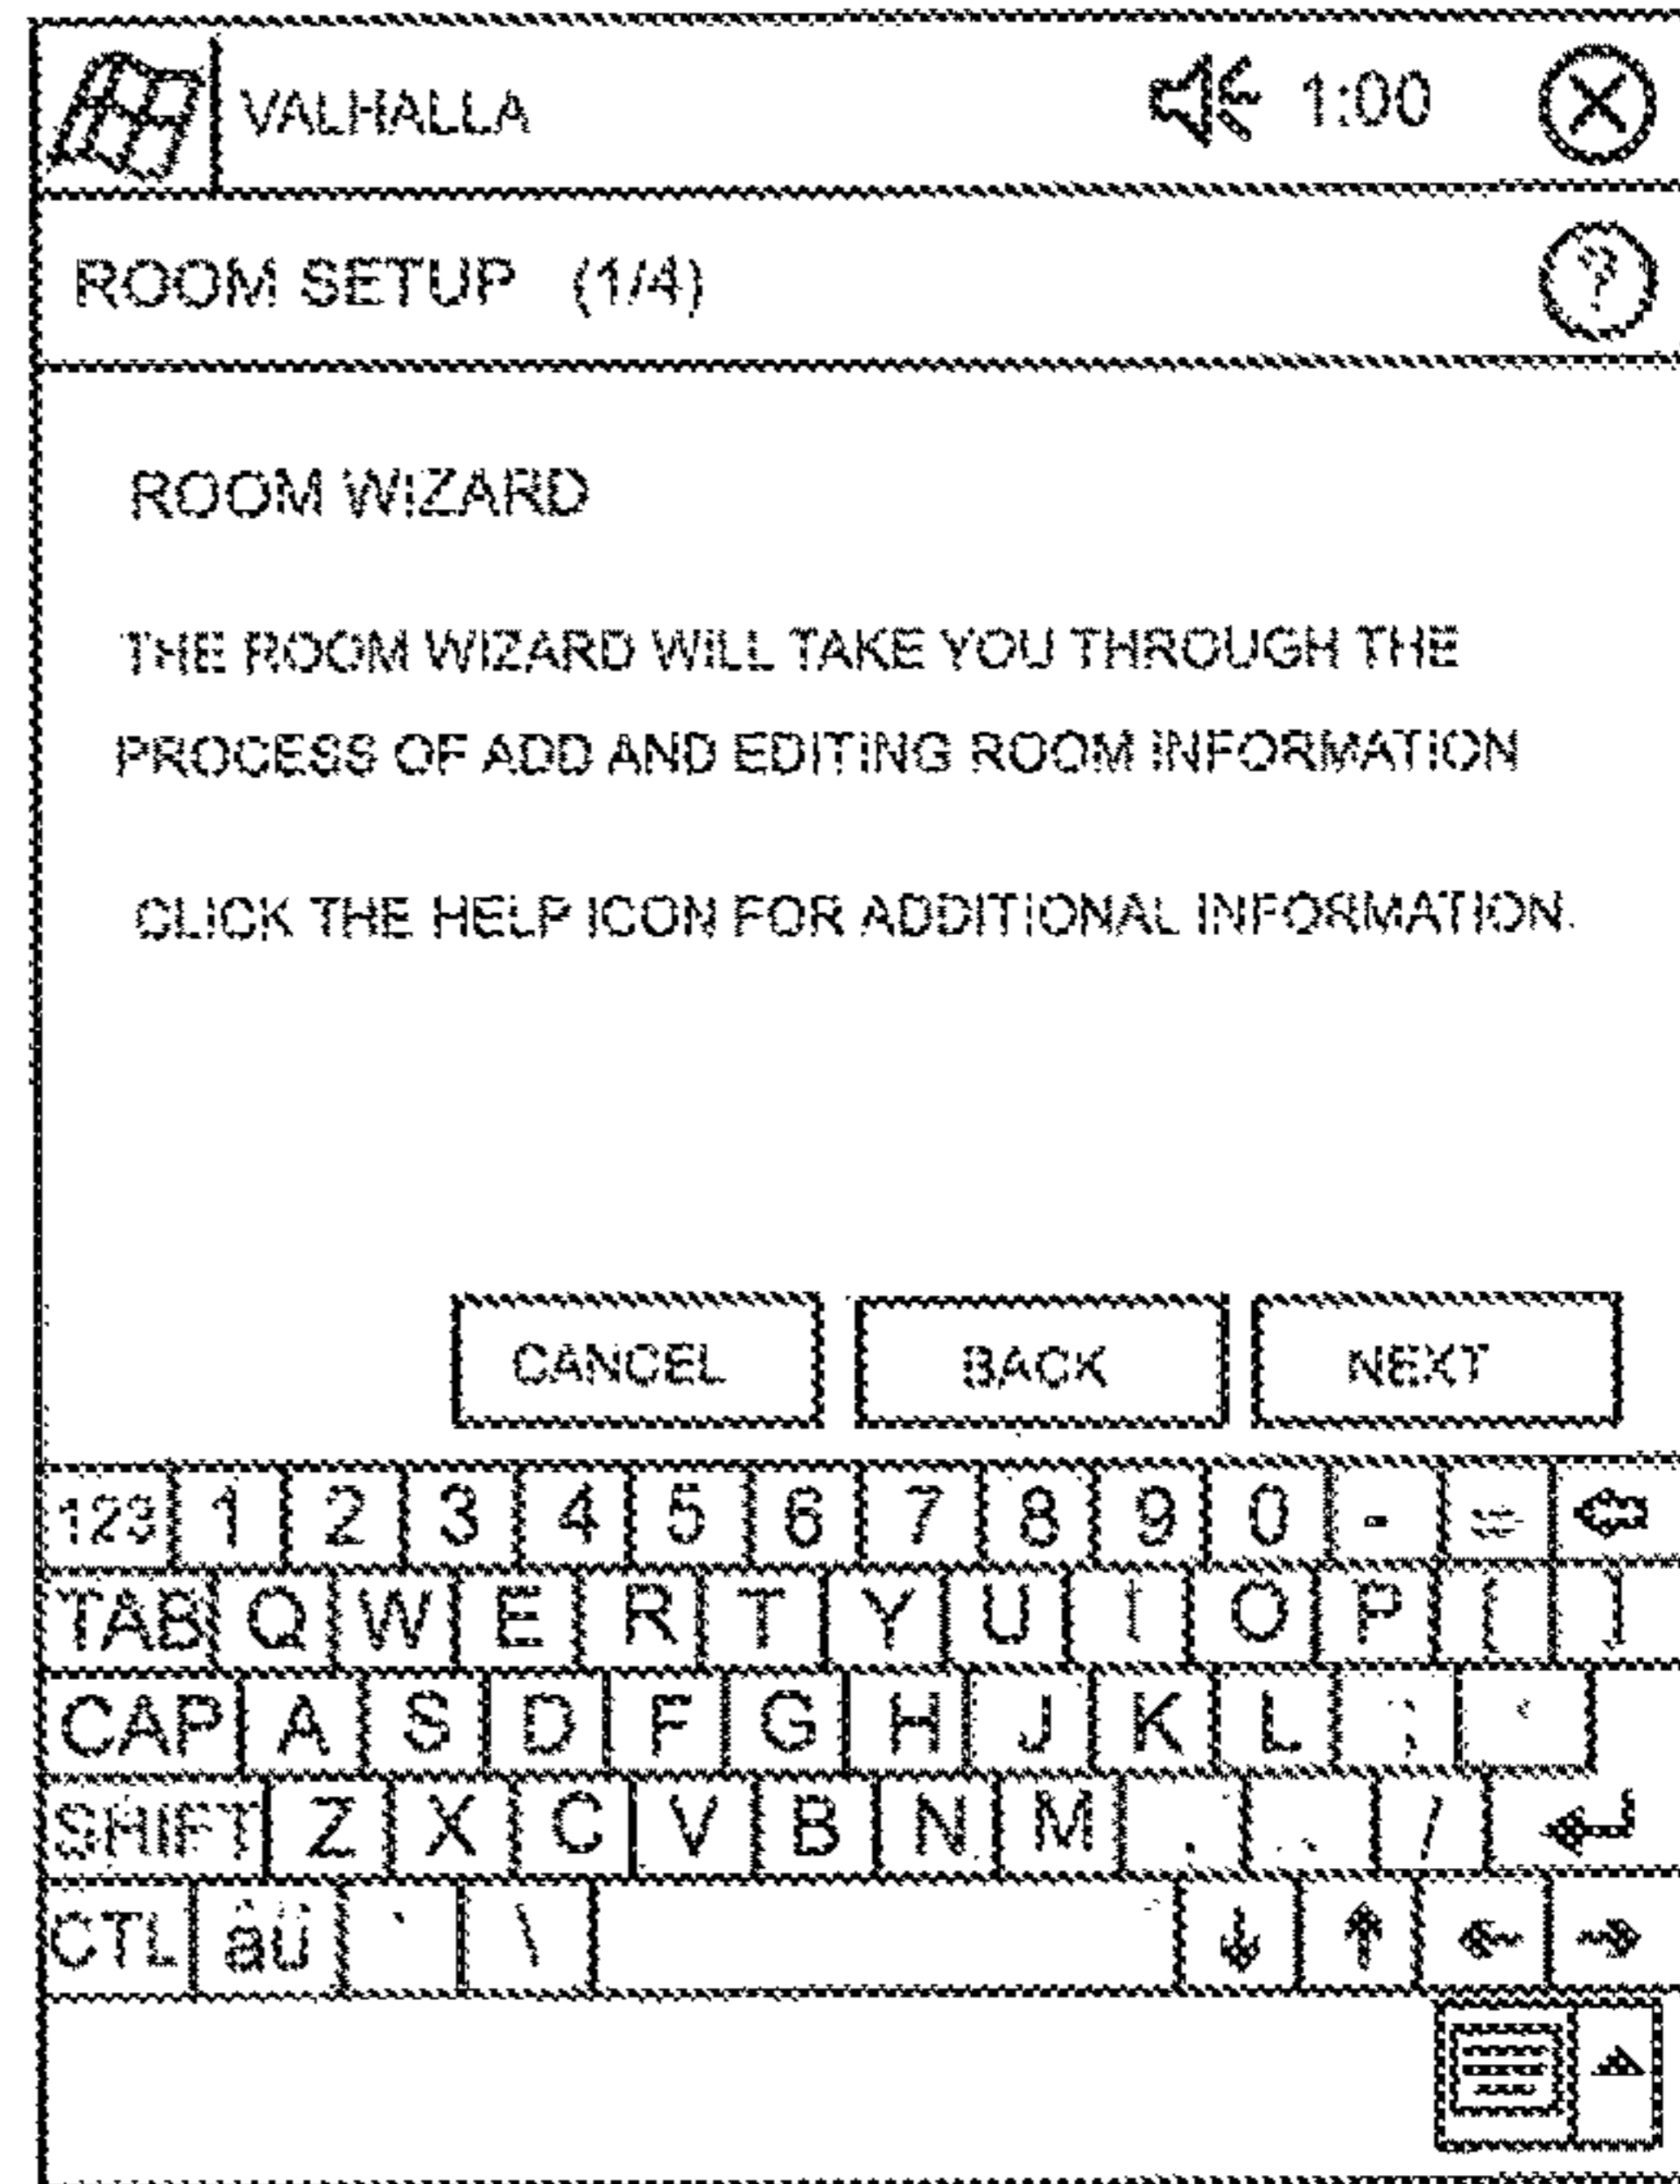 VALHALLA 1:00
ROOM SETUP (1/4) ?
ROOM WIZARD
THE ROOM WIZARD WILL TAKE YOU THROUGH THE
PROCESS OF ADD AND EDITING ROOM INFORMATION
CLICK THE HELP ICON FOR ADDITIONAL INFORMATION.
CANCEL BACK NEXT
123 1 2 3 4 5 6 7 8 9 0 - =
TAB Q W E R T Y U I O P [ ]
CAP A S D F G H J K L ; '
SHIFT Z X C V B N M , . /
CTL áü ` \